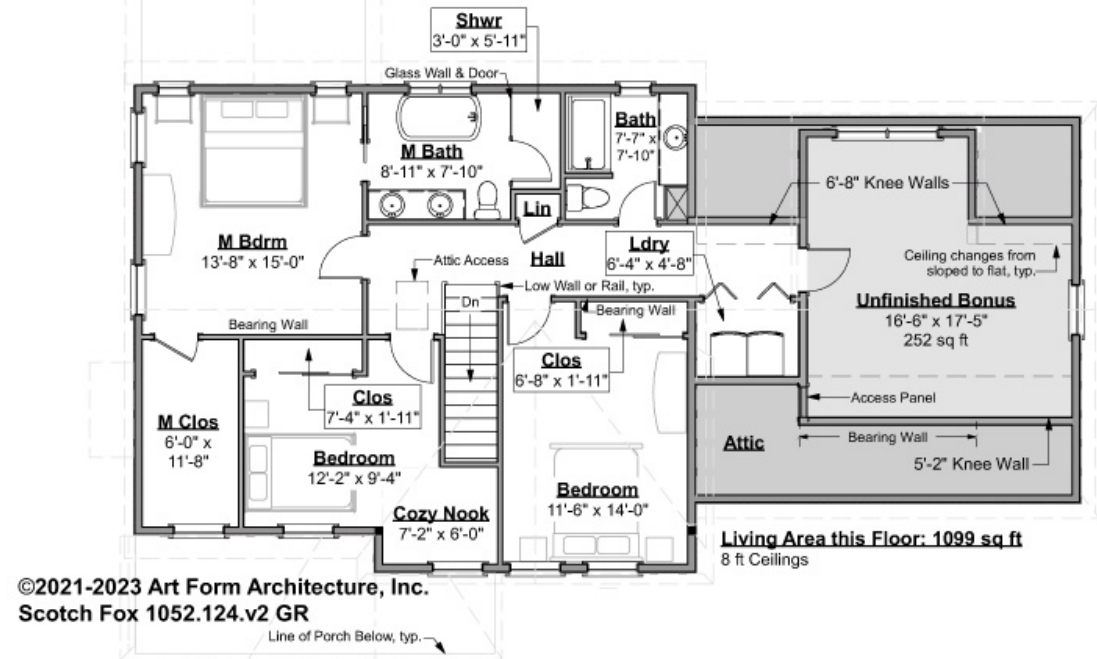 Shwr
3'-0" x 5'-11"
Glass Wall & Door
M Bath
8'-11" x 7'-10"
Bath
7'-7" x
7'-10"
6'-8" Knee Walls
Lin
M Bdrm
13'-8" x 15'-0"
Attic Access
Hall
Ldry
6'-4" x 4'-8"
Ceiling changes from
sloped to flat, typ.
Low Wall or Rail, typ.
Dn
Bearing Wall
Unfinished Bonus
16'-6" x 17'-5"
252 sq ft
Bearing Wall
Clos
6'-8" x 1'-11"
Clos
7'-4" x 1'-11"
Access Panel
M Clos
6'-0" x
11'-8"
Attic
Bearing Wall
5'-2" Knee Wall
Bedroom
12'-2" x 9'-4"
Bedroom
11'-6" x 14'-0"
Cozy Nook
7'-2" x 6'-0"
Living Area this Floor: 1099 sq ft
8 ft Ceilings
©2021-2023 Art Form Architecture, Inc.
Scotch Fox 1052.124.v2 GR
Line of Porch Below, typ.